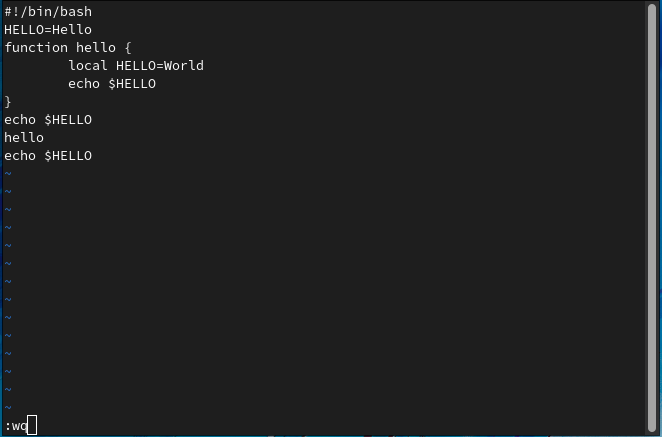 #!/bin/bash
HELLO=Hello
function hello {
        local HELLO=World
        echo $HELLO
}
echo $HELLO
hello
echo $HELLO
~
~
~
~
~
~
~
~
~
~
~
~
~
~
:wq